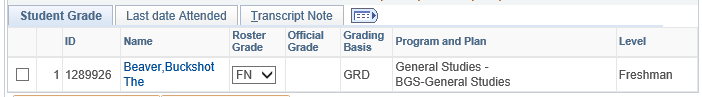 Student Grade Last date Attended Transcript Note
ID Name Roster Grade Official Grade Grading Basis Program and Plan Level
1 1289926 Beaver,Buckshot The FN GRD General Studies - BGS-General Studies Freshman